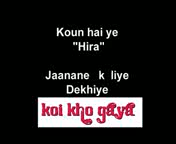 Koun hai ye
"Hira"
Jaanane k liye
Dekhiye
koi kho gaya